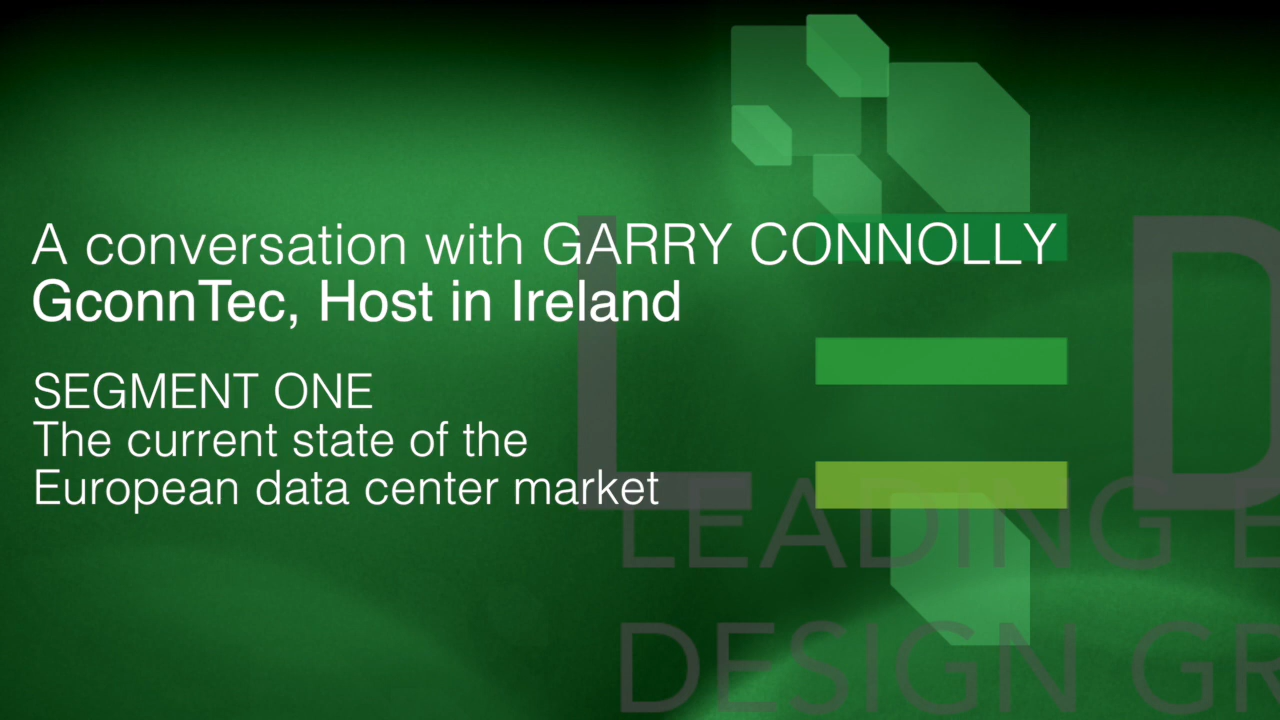 A conversation with GARRY CONNOLLY
GconnTec, Host in Ireland
SEGMENT ONE
The current state of the
European data center market
L D
LEADING E
DESIGN GR